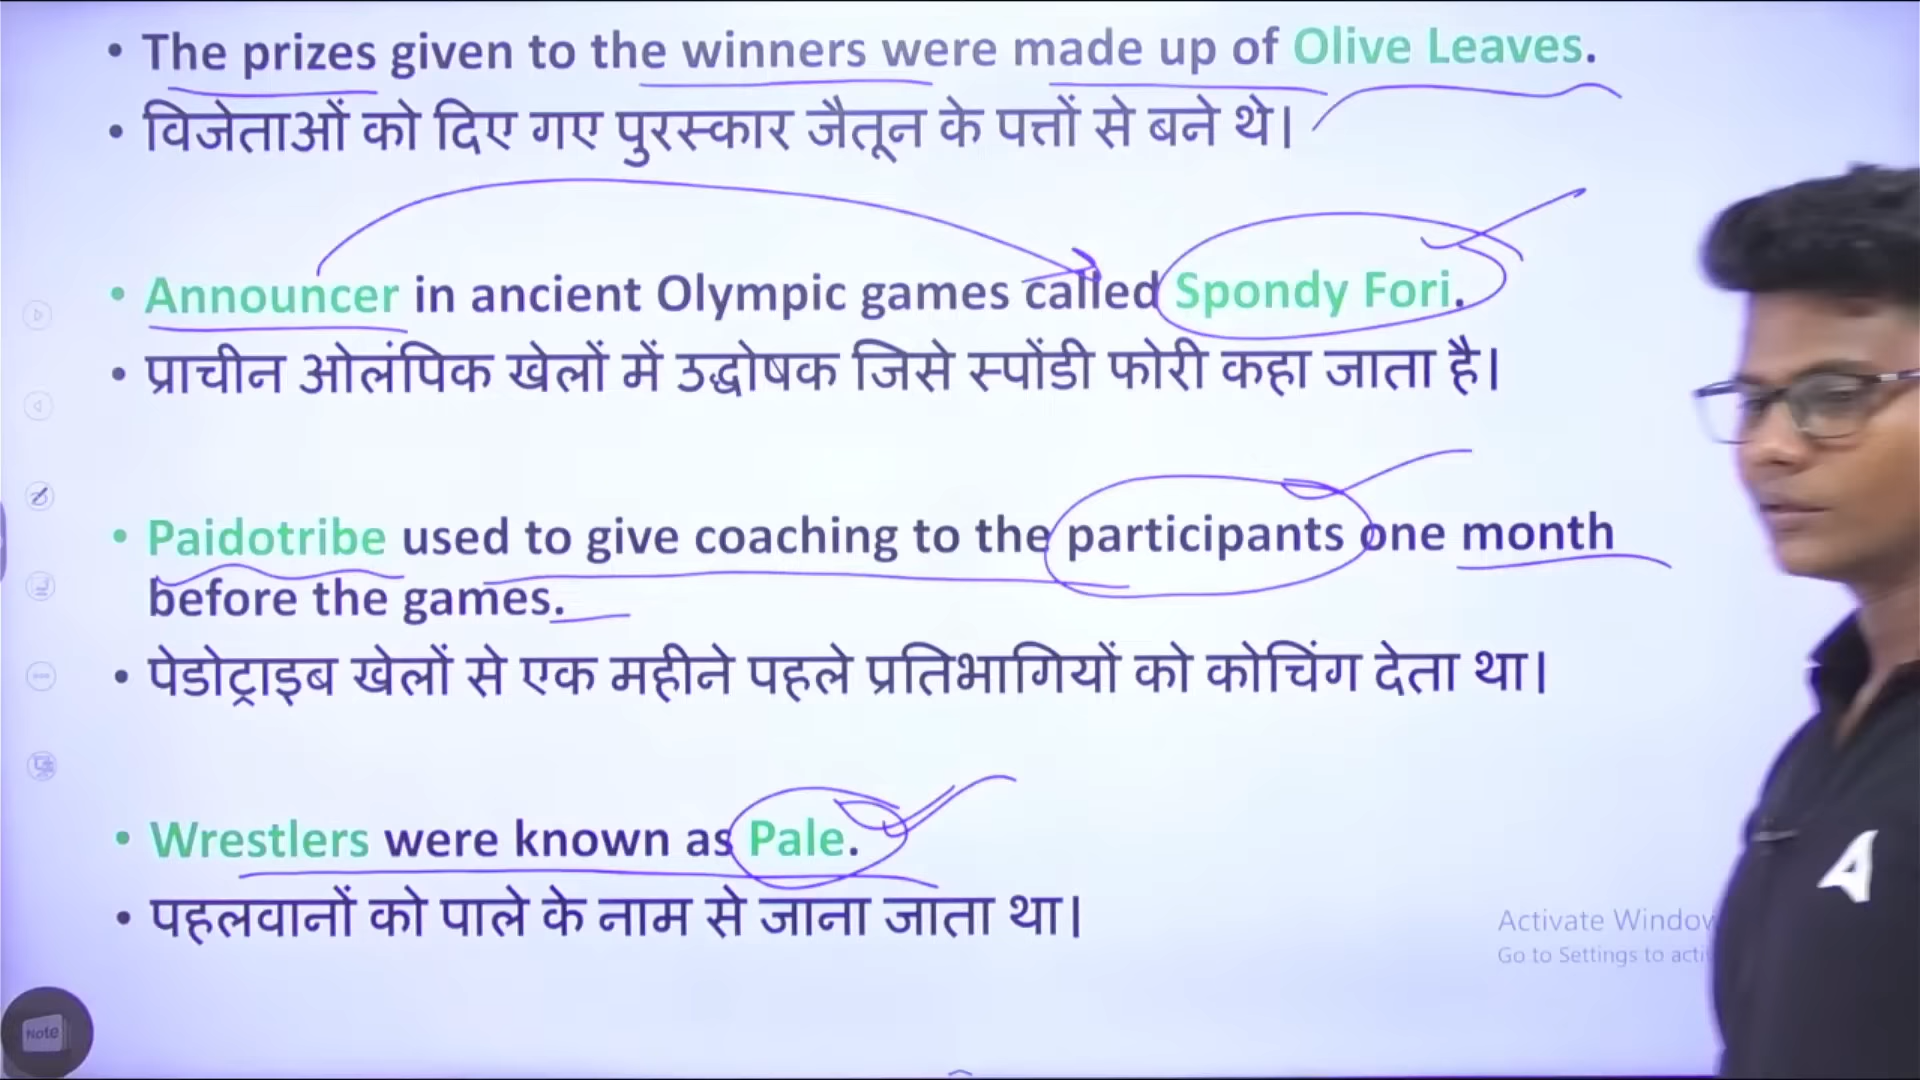 • The prizes given to the winners were made up of Olive Leaves.
• विजेताओं को दिए गए पुरस्कार जैतून के पत्तों से बने थे।
• Announcer in ancient Olympic games called Spondy Fori.
• प्राचीन ओलंपिक खेलों में उद्घोषक जिसे स्पोंडी फोरी कहा जाता है।
• Paidotribe used to give coaching to the participants one month
before the games.
• पेडोट्राइब खेलों से एक महीने पहले प्रतिभागियों को कोचिंग देता था।
• Wrestlers were known as Pale.
• पहलवानों को पाले के नाम से जाना जाता था।
Activate Window
Go to Settings to acti
Note